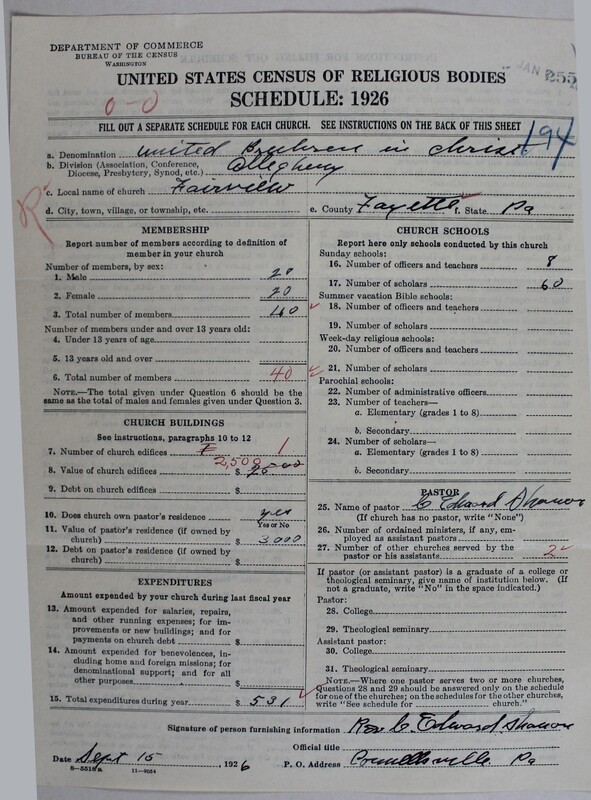 DEPARTMENT OF COMMERCE
BUREAU OF THE CENSUS
WASHINGTON
JAN 255
UNITED STATES CENSUS OF RELIGIOUS BODIES
SCHEDULE: 1926
0-0
FILL OUT A SEPARATE SCHEDULE FOR EACH CHURCH. SEE INSTRUCTIONS ON THE BACK OF THIS SHEET
194
a. Denomination United Brethren in Christ
b. Division (Association, Conference, Diocese, Presbytery, Synod, etc.) Allegheny
c. Local name of church Fairview
d. City, town, village, or township, etc. e. County Fayette f. State Pa
MEMBERSHIP
Report number of members according to definition of
member in your church
Number of members, by sex:
1. Male 20
2. Female 20
3. Total number of members 40
Number of members under and over 13 years old:
4. Under 13 years of age
5. 13 years old and over
6. Total number of members 40
NOTE.—The total given under Question 6 should be
the same as the total of males and females given under Question 3.
CHURCH BUILDINGS
See instructions, paragraphs 10 to 12
7. Number of church edifices 1
2,500
8. Value of church edifices $ 2500
9. Debt on church edifices $
10. Does church own pastor's residence yes
Yes or No
11. Value of pastor's residence (if owned by
church) $ 3,000
12. Debt on pastor's residence (if owned by
church) $
EXPENDITURES
Amount expended by your church during last fiscal year
13. Amount expended for salaries, repairs,
and other running expenses; for im-
provements or new buildings; and for
payments on church debt $
14. Amount expended for benevolences, in-
cluding home and foreign missions; for
denominational support; and for all
other purposes $
15. Total expenditures during year $ 531
CHURCH SCHOOLS
Report here only schools conducted by this church
Sunday schools:
16. Number of officers and teachers 8
17. Number of scholars 60
Summer vacation Bible schools:
18. Number of officers and teachers
19. Number of scholars
Week-day religious schools:
20. Number of officers and teachers
21. Number of scholars
Parochial schools:
22. Number of administrative officers
23. Number of teachers—
a. Elementary (grades 1 to 8)
b. Secondary
24. Number of scholars—
a. Elementary (grades 1 to 8)
b. Secondary
PASTOR
25. Name of pastor C Edward Shannon
(If church has no pastor, write "None")
26. Number of ordained ministers, if any, em-
ployed as assistant pastors
27. Number of other churches served by the
pastor or his assistants 2
If pastor (or assistant pastor) is a graduate of a college or
theological seminary, give name of institution below. (If
not a graduate, write "No" in the space indicated.)
Pastor:
28. College
29. Theological seminary
Assistant pastor:
30. College
31. Theological seminary
NOTE.—Where one pastor serves two or more churches,
Questions 28 and 29 should be answered only on the schedule
for one of the churches; on the schedules for the other churches,
write "See schedule for church."
Signature of person furnishing information Rev. C. Edward Shannon
Official title
Date Sept 15, 1926 P. O. Address Connellsville Pa
8—5518a 11—9054